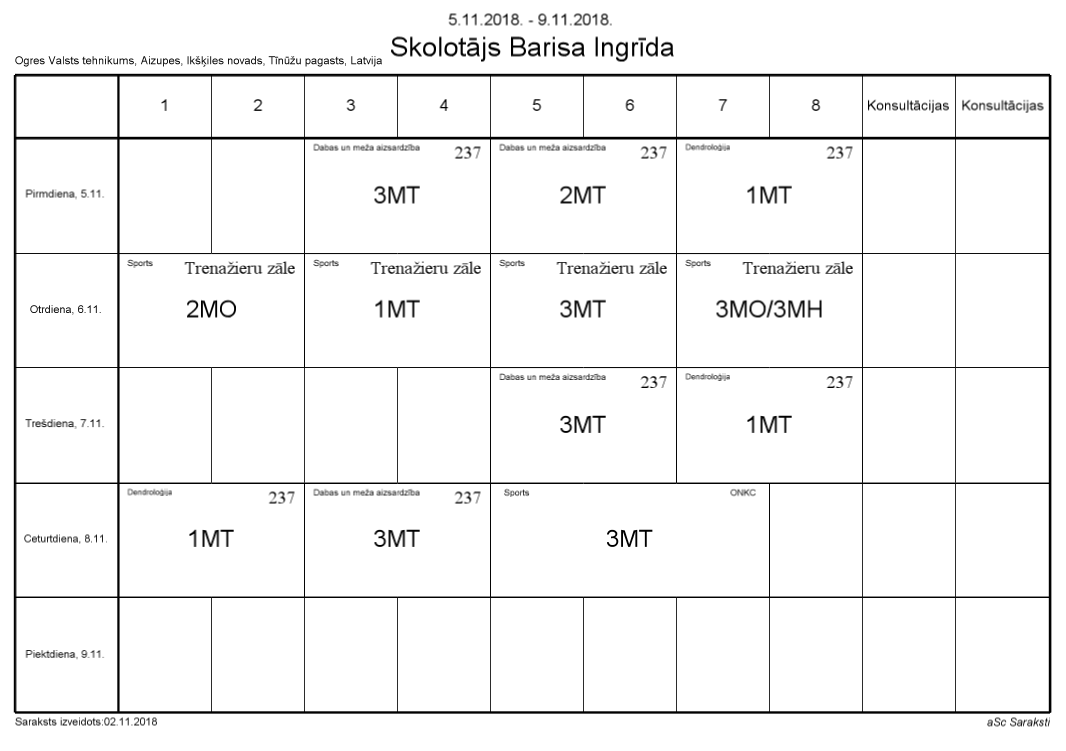 5.11.2018. - 9.11.2018.
Skolotājs Barisa Ingrīda
Ogres Valsts tehnikums, Aizupes, Ikšķiles novads, Tīnūžu pagasts, Latvija
1 2 3 4 5 6 7 8 Konsultācijas Konsultācijas
Pirmdiena, 5.11.
Dabas un meža aizsardzība 237
3MT
Dabas un meža aizsardzība 237
2MT
Dendroloģija 237
1MT
Otrdiena, 6.11.
Sports Trenažieru zāle
2MO
Sports Trenažieru zāle
1MT
Sports Trenažieru zāle
3MT
Sports Trenažieru zāle
3MO/3MH
Trešdiena, 7.11.
Dabas un meža aizsardzība 237
3MT
Dendroloģija 237
1MT
Ceturtdiena, 8.11.
Dendroloģija 237
1MT
Dabas un meža aizsardzība 237
3MT
Sports ONKC
3MT
Piektdiena, 9.11.
Saraksts izveidots:02.11.2018
aSc Saraksti